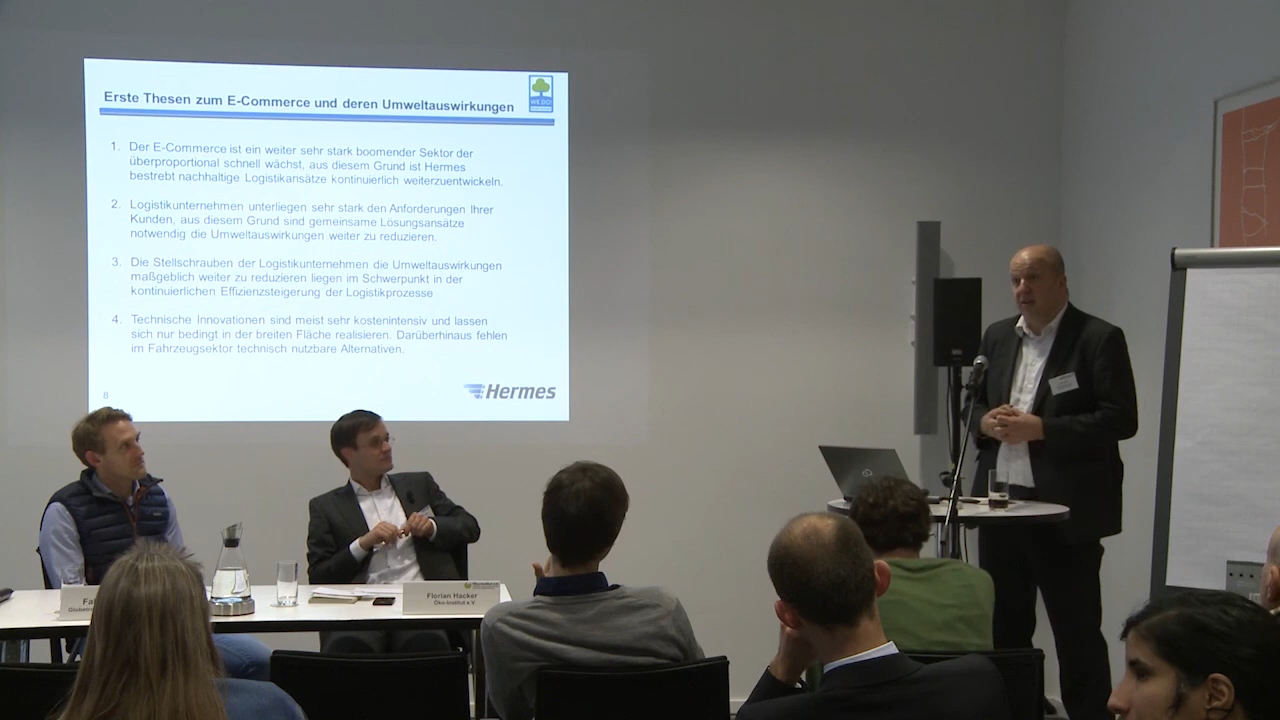 Erste Thesen zum E-Commerce und deren Umweltauswirkungen
WE DO!
1. Der E-Commerce ist ein weiter sehr stark boomender Sektor der
überproportional schnell wächst, aus diesem Grund ist Hermes
bestrebt nachhaltige Logistikansätze kontinuierlich weiterzuentwickeln.
2. Logistikunternehmen unterliegen sehr stark den Anforderungen Ihrer
Kunden, aus diesem Grund sind gemeinsame Lösungsansätze
notwendig die Umweltauswirkungen weiter zu reduzieren.
3. Die Stellschrauben der Logistikunternehmen die Umweltauswirkungen
maßgeblich weiter zu reduzieren liegen im Schwerpunkt in der
kontinuierlichen Effizienzsteigerung der Logistikprozesse
4. Technische Innovationen sind meist sehr kostenintensiv und lassen
sich nur bedingt in der breiten Fläche realisieren. Darüberhinaus fehlen
im Fahrzeugsektor technisch nutzbare Alternativen.
8
Hermes
Florian Hacker
Öko-Institut e.V.